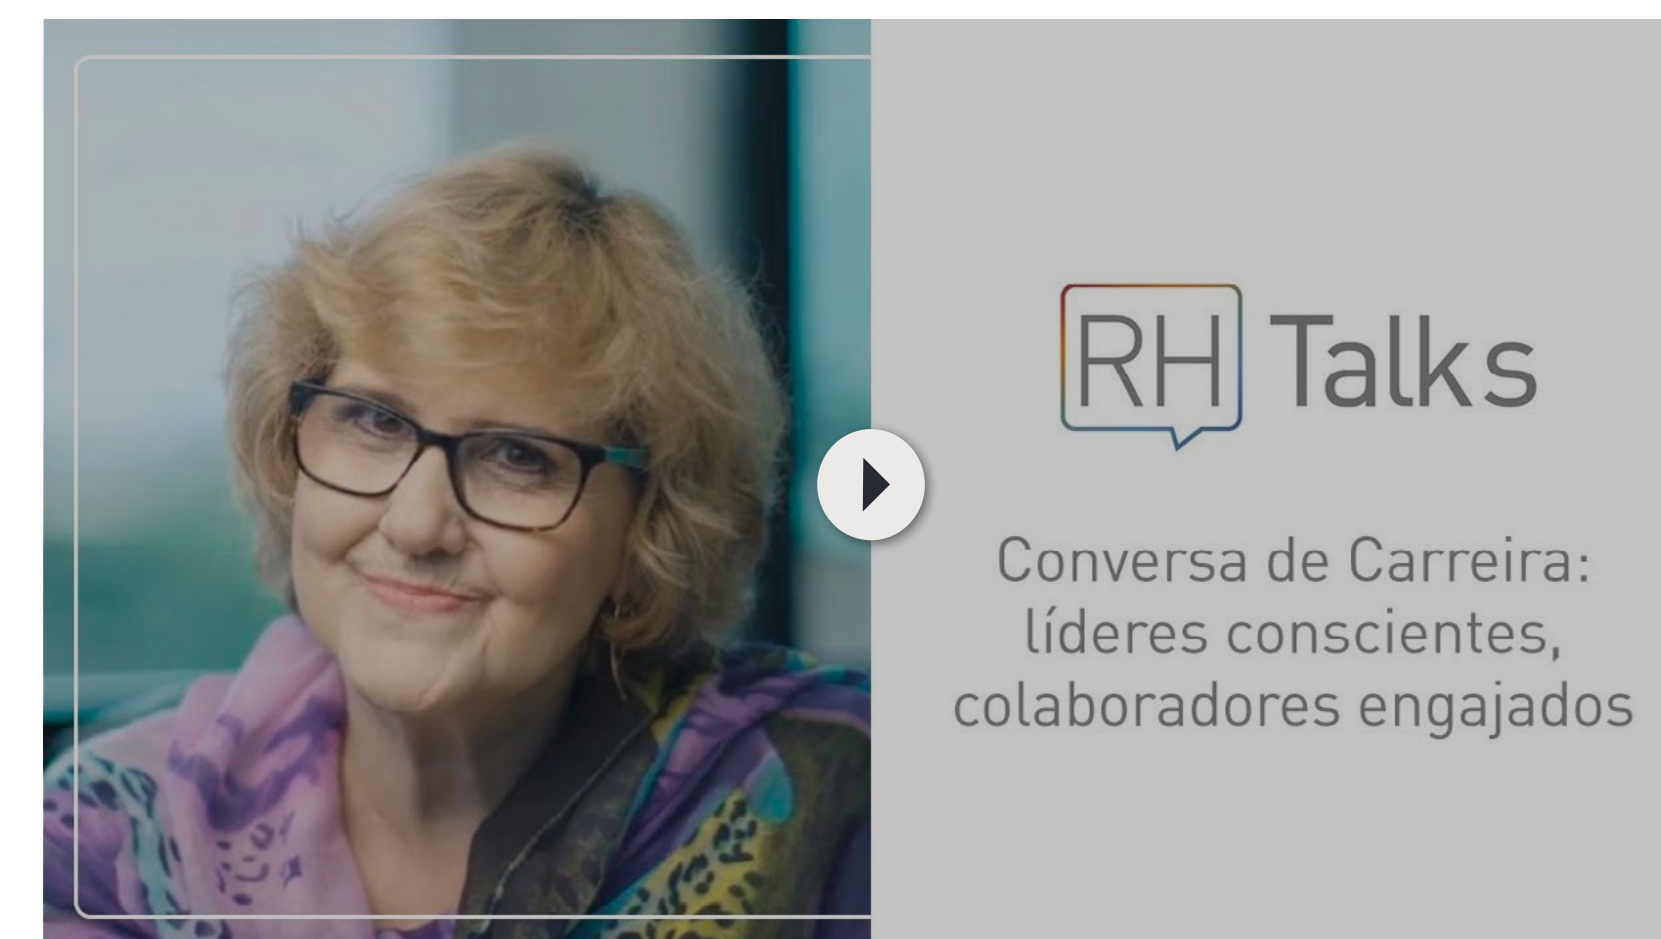 RH Talks
Conversa de Carreira:
líderes conscientes,
colaboradores engajados